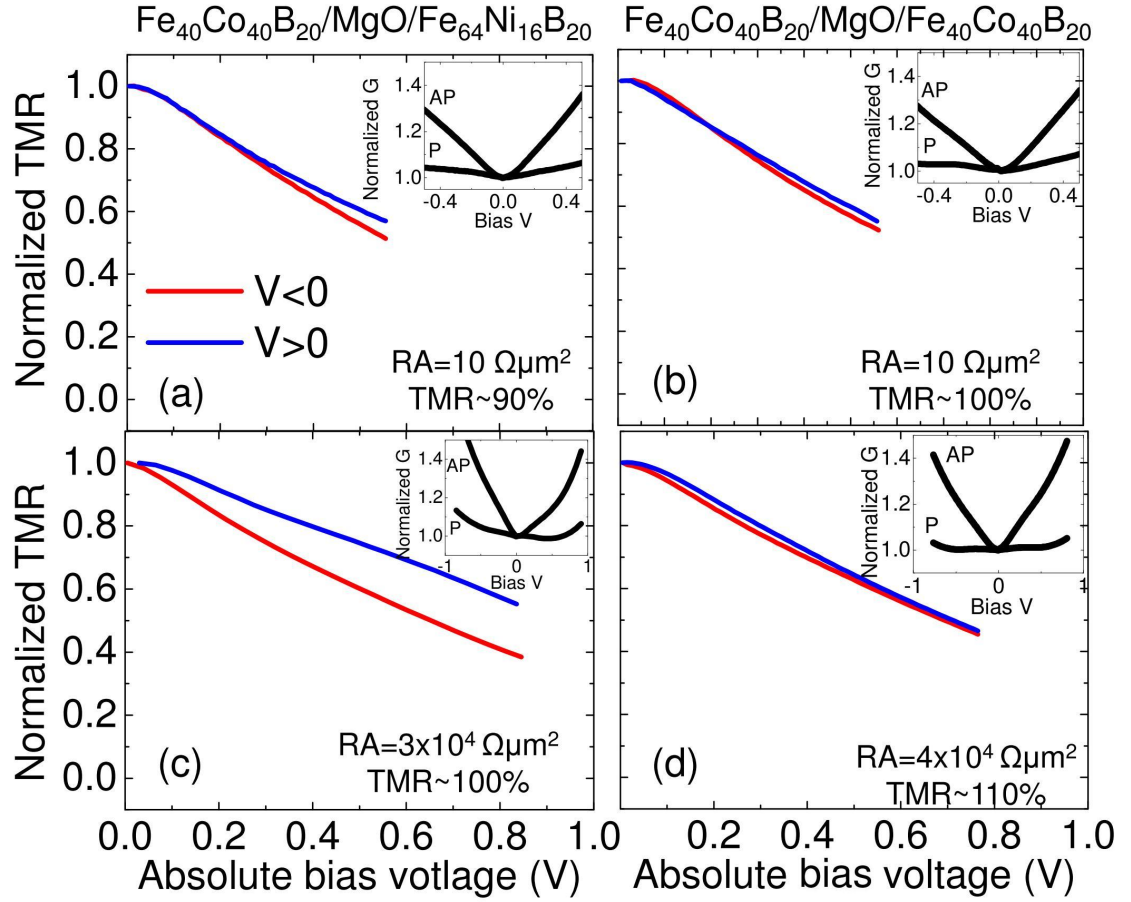 Fe40Co40B20/MgO/Fe64Ni16B20
Fe40Co40B20/MgO/Fe40Co40B20
Normalized TMR
1.0
0.8
0.6
0.4
0.2
0.0
V<0
V>0
(a)
RA=10 Ωµm²
TMR~90%
Normalized G
1.4
1.2
1.0
AP
P
-0.4
0.0
0.4
Bias V
(b)
RA=10 Ωµm²
TMR~100%
Normalized G
1.4
1.2
1.0
AP
P
-0.4
0.0
0.4
Bias V
Normalized TMR
1.0
0.8
0.6
0.4
0.2
0.0
(c)
RA=3x10⁴ Ωµm²
TMR~100%
Normalized G
1.4
1.2
1.0
AP
P
0
1
Bias V
(d)
RA=4x10⁴ Ωµm²
TMR~110%
Normalized G
1.4
1.2
1.0
AP
P
-1
0
1
Bias V
0.0
0.2
0.4
0.6
0.8
1.0
Absolute bias votlage (V)
0.2
0.4
0.6
0.8
1.0
Absolute bias voltage (V)